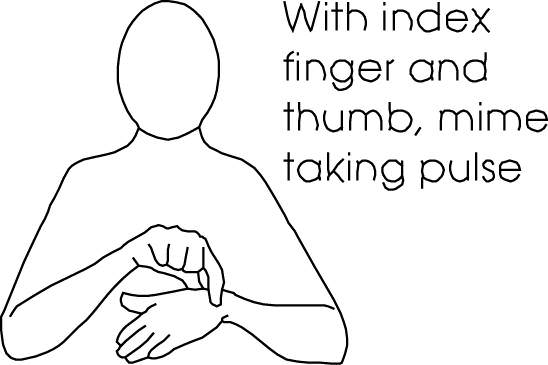 With index
finger and
thumb, mime
taking pulse